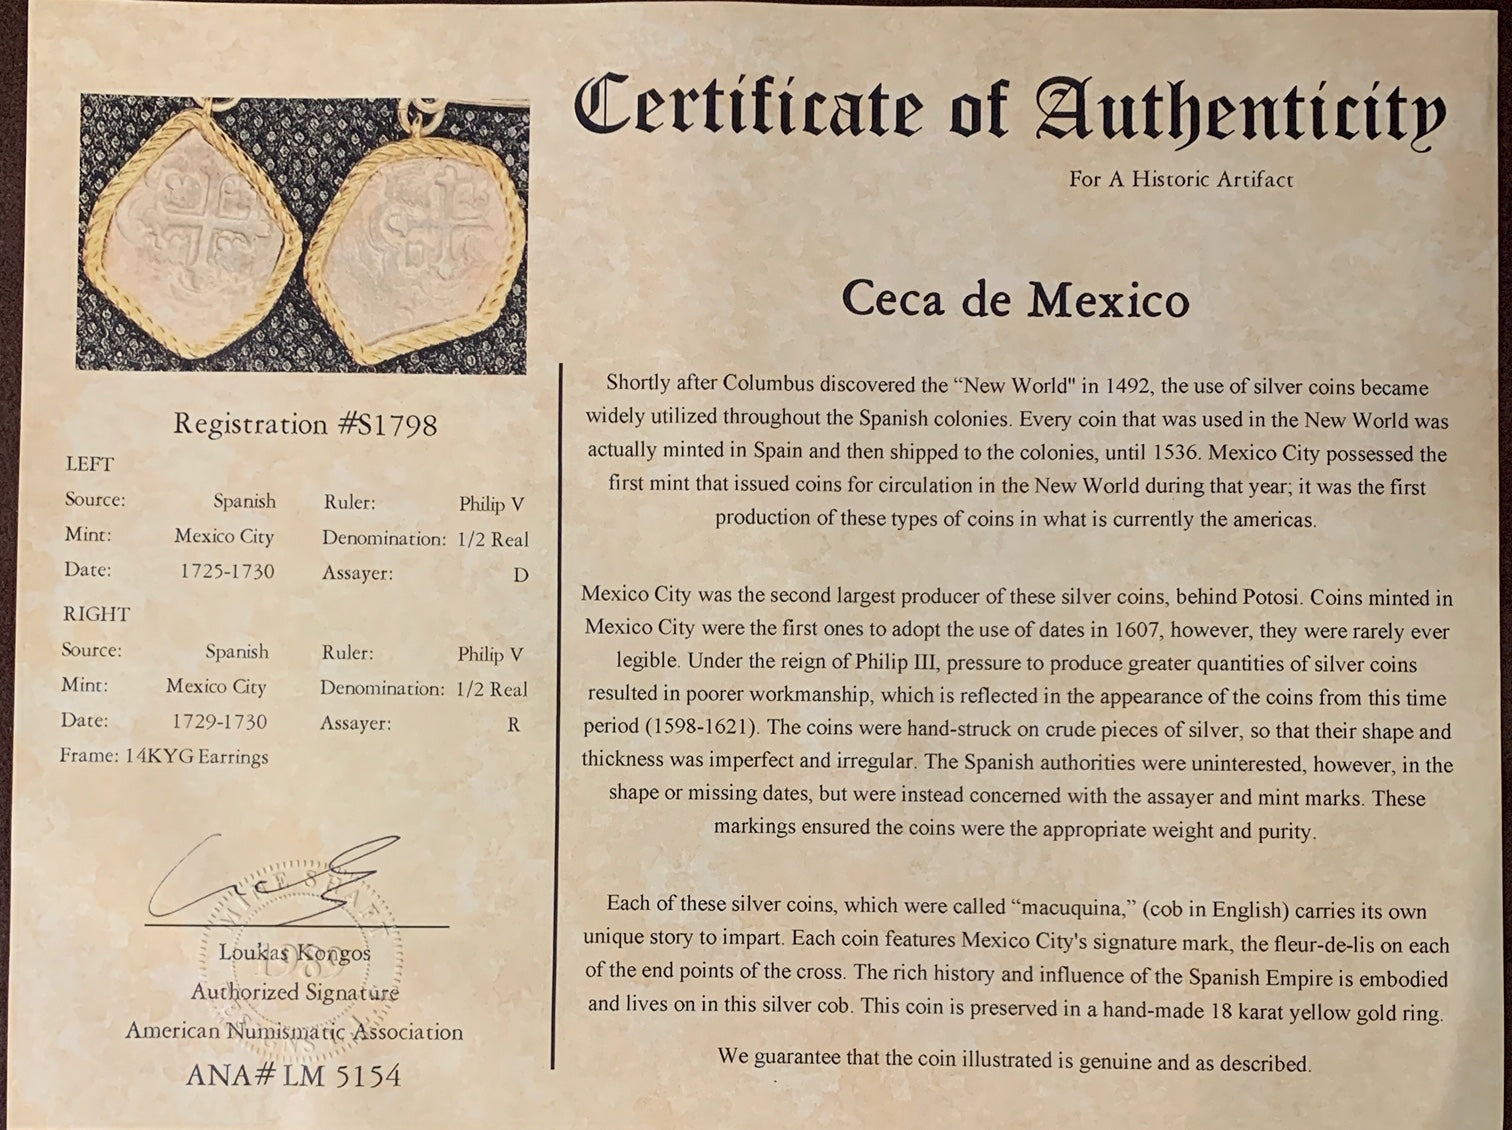 Certificate of Authenticity
For A Historic Artifact
Ceca de Mexico
Registration #S1798
LEFT
Source: Spanish Ruler: Philip V
Mint: Mexico City Denomination: 1/2 Real
Date: 1725-1730 Assayer: D
RIGHT
Source: Spanish Ruler: Philip V
Mint: Mexico City Denomination: 1/2 Real
Date: 1729-1730 Assayer: R
Frame: 14KYG Earrings
Loukas Kongos
Authorized Signature
American Numismatic Association
ANA# LM 5154
Shortly after Columbus discovered the “New World" in 1492, the use of silver coins became
widely utilized throughout the Spanish colonies. Every coin that was used in the New World was
actually minted in Spain and then shipped to the colonies, until 1536. Mexico City possessed the
first mint that issued coins for circulation in the New World during that year; it was the first
production of these types of coins in what is currently the americas.
Mexico City was the second largest producer of these silver coins, behind Potosi. Coins minted in
Mexico City were the first ones to adopt the use of dates in 1607, however, they were rarely ever
legible. Under the reign of Philip III, pressure to produce greater quantities of silver coins
resulted in poorer workmanship, which is reflected in the appearance of the coins from this time
period (1598-1621). The coins were hand-struck on crude pieces of silver, so that their shape and
thickness was imperfect and irregular. The Spanish authorities were uninterested, however, in the
shape or missing dates, but were instead concerned with the assayer and mint marks. These
markings ensured the coins were the appropriate weight and purity.
Each of these silver coins, which were called “macuquina,” (cob in English) carries its own
unique story to impart. Each coin features Mexico City's signature mark, the fleur-de-lis on each
of the end points of the cross. The rich history and influence of the Spanish Empire is embodied
and lives on in this silver cob. This coin is preserved in a hand-made 18 karat yellow gold ring.
We guarantee that the coin illustrated is genuine and as described.